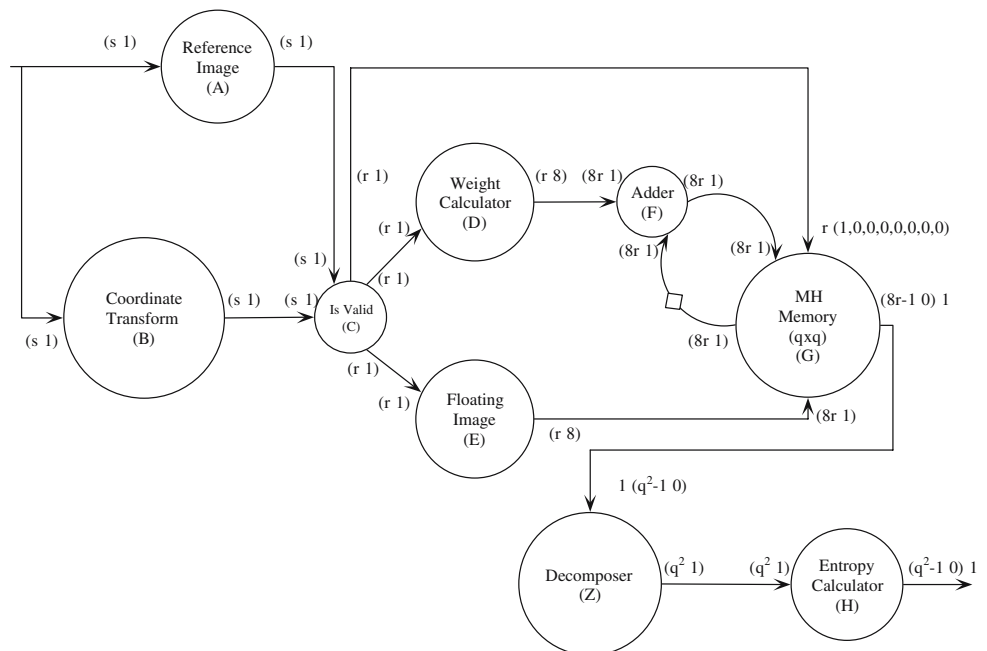 (s 1)
(s 1)
Reference
Image
(A)
(r 1)
Weight
Calculator
(D)
(r 8)
(8r 1)
Adder
(F)
(8r 1)
(r 1)
(8r 1)
(8r 1)
r (1,0,0,0,0,0,0,0)
(s 1)
(r 1)
Coordinate
Transform
(B)
(s 1)
(s 1)
Is Valid
(C)
MH
Memory
(qxq)
(G)
(8r-1 0) 1
(s 1)
(8r 1)
(r 1)
(r 1)
Floating
Image
(E)
(r 8)
(8r 1)
1 (q²-1 0)
Decomposer
(Z)
(q² 1)
(q² 1)
Entropy
Calculator
(H)
(q²-1 0) 1